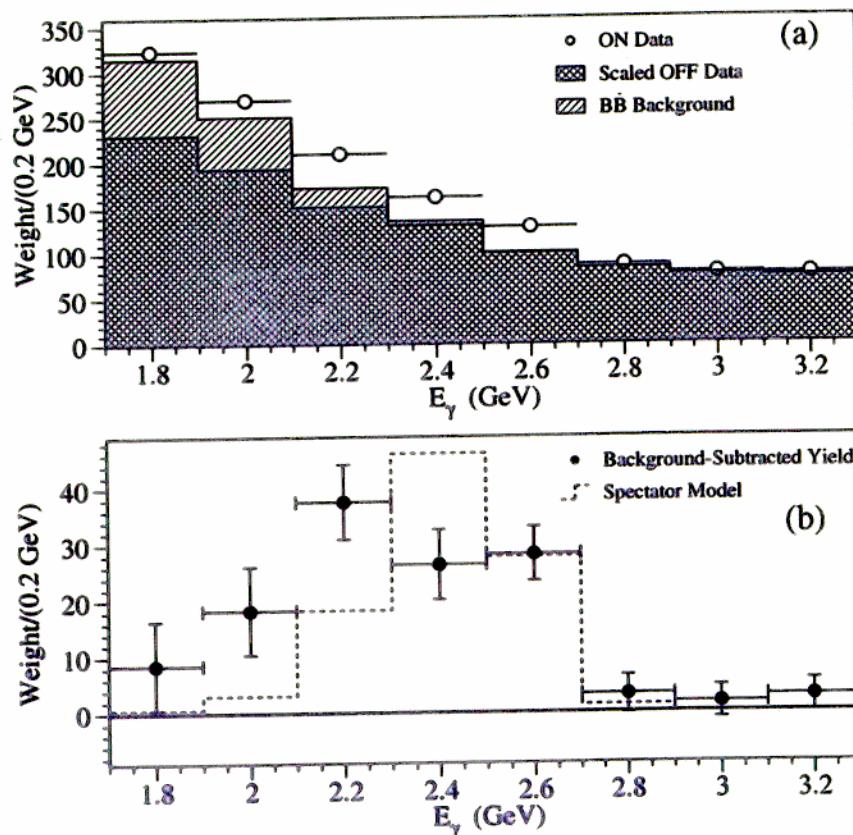 (a)
ON Data
Scaled OFF Data
BB̄ Background
Weight/(0.2 GeV)
350
300
250
200
150
100
50
0
1.8 2 2.2 2.4 2.6 2.8 3 3.2
Eγ (GeV)
(b)
Background-Subtracted Yield
Spectator Model
Weight/(0.2 GeV)
40
30
20
10
0
1.8 2 2.2 2.4 2.6 2.8 3 3.2
Eγ (GeV)